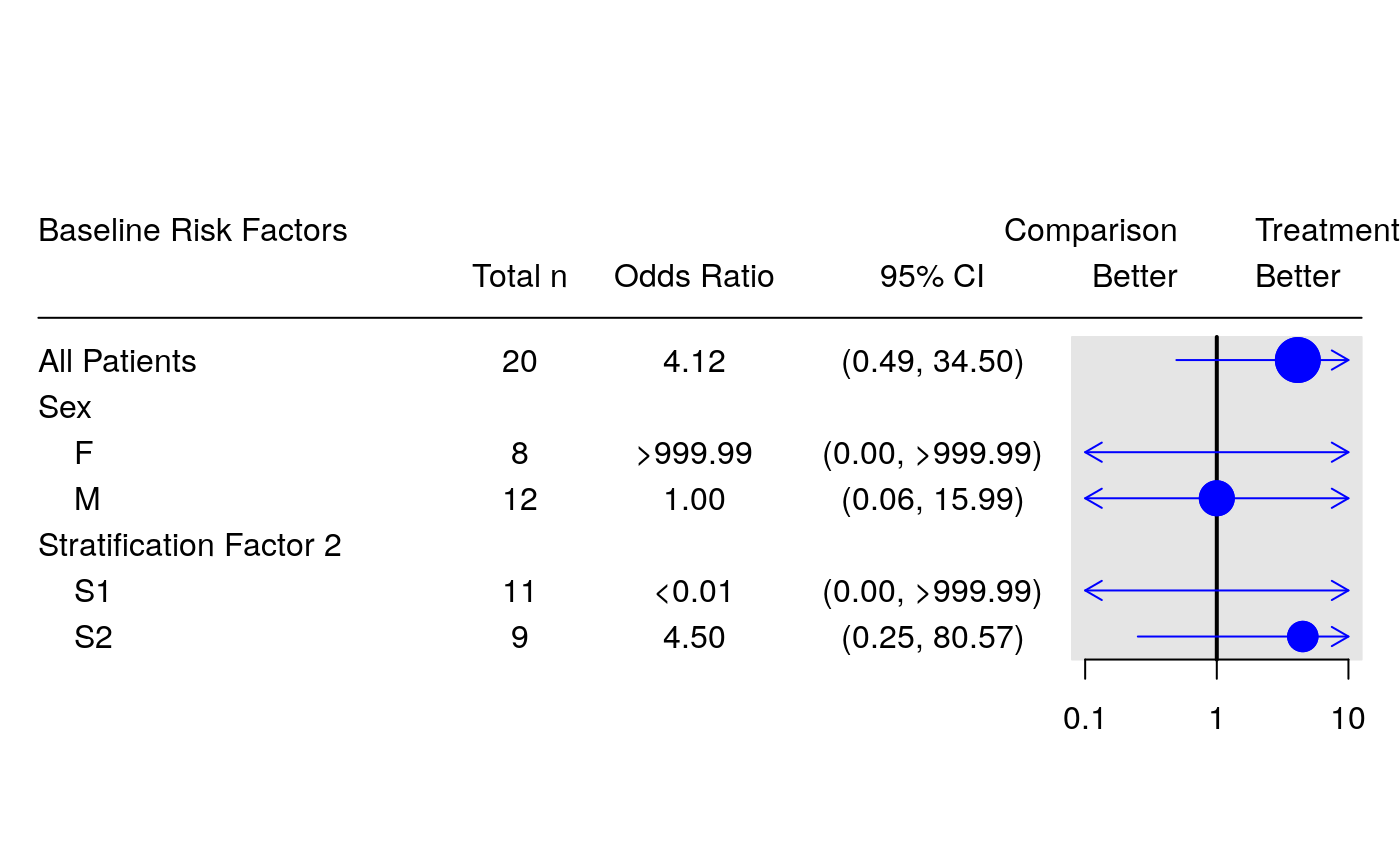 Baseline Risk Factors Comparison Treatment
Total n Odds Ratio 95% CI Better Better
All Patients 20 4.12 (0.49, 34.50)
Sex
F 8 >999.99 (0.00, >999.99)
M 12 1.00 (0.06, 15.99)
Stratification Factor 2
S1 11 <0.01 (0.00, >999.99)
S2 9 4.50 (0.25, 80.57)
0.1 1 10